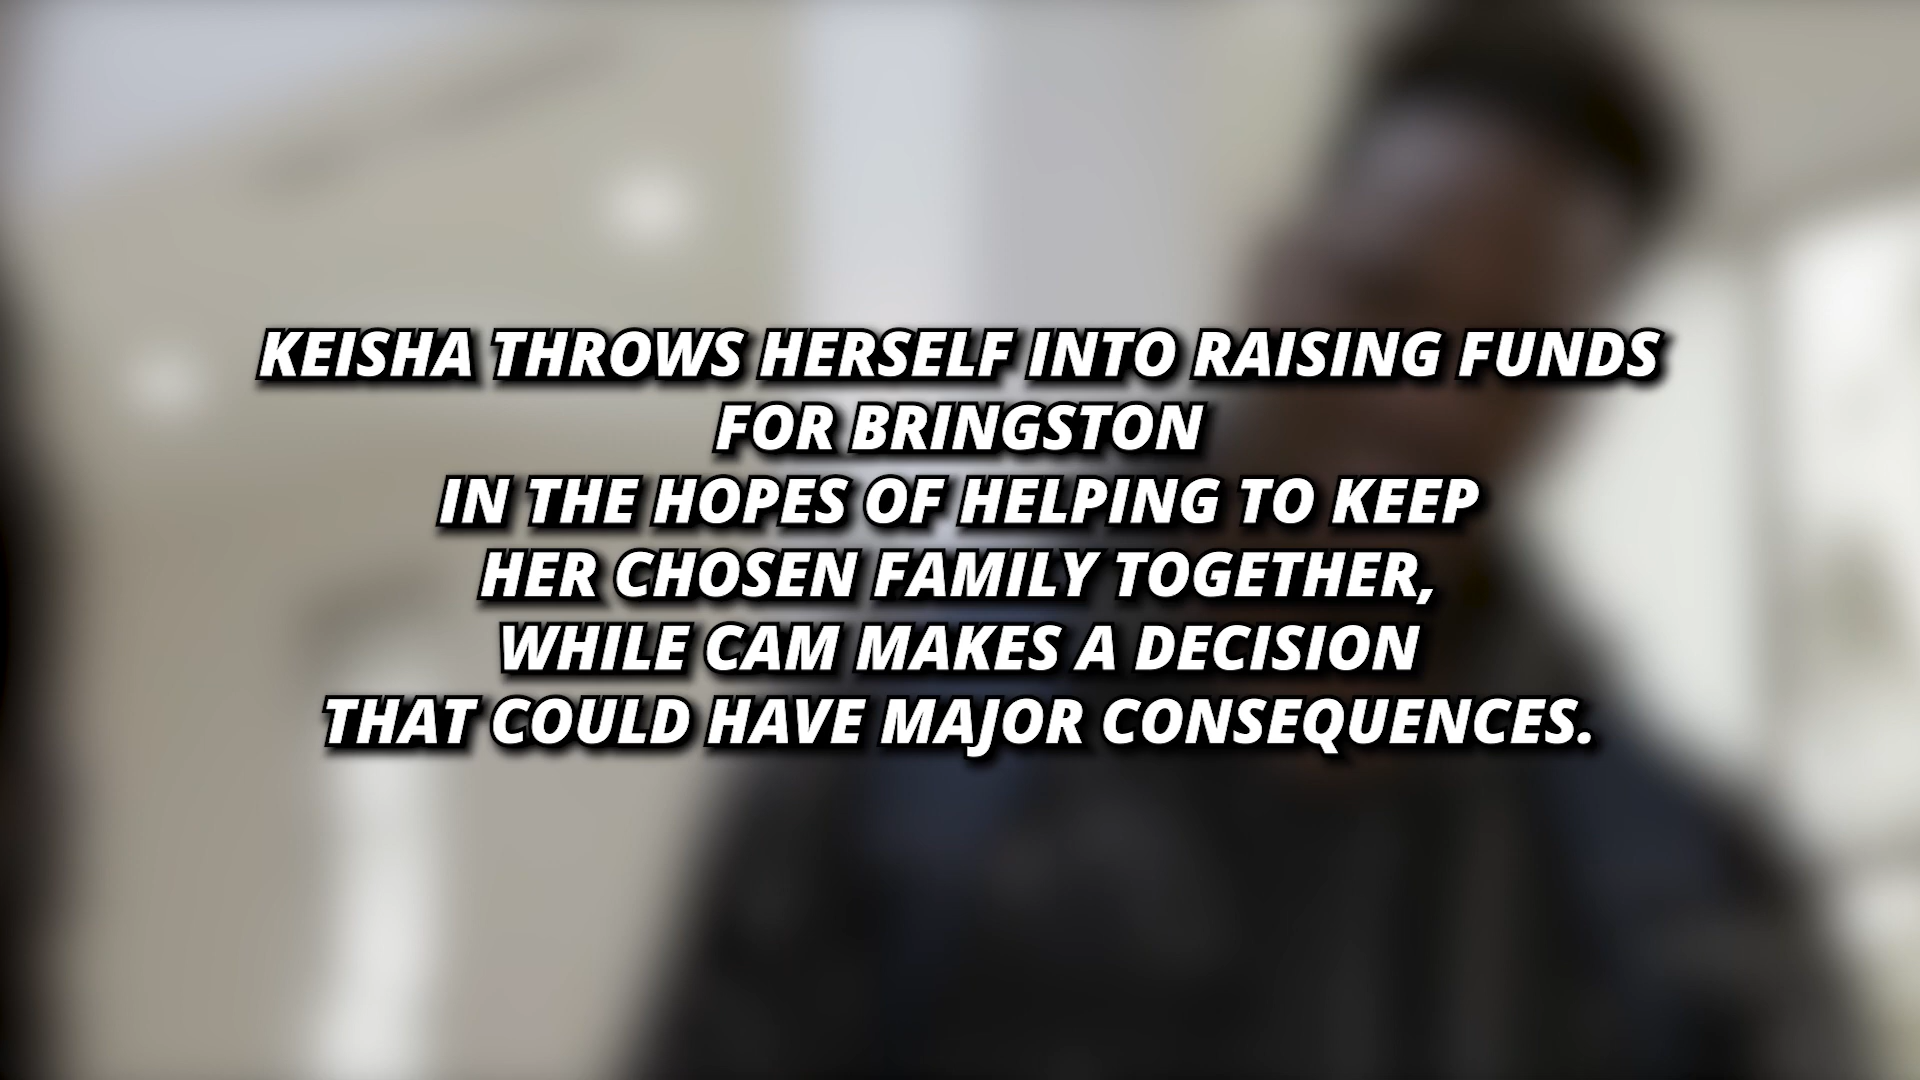 KEISHA THROWS HERSELF INTO RAISING FUNDS
FOR BRINGSTON
IN THE HOPES OF HELPING TO KEEP
HER CHOSEN FAMILY TOGETHER,
WHILE CAM MAKES A DECISION
THAT COULD HAVE MAJOR CONSEQUENCES.